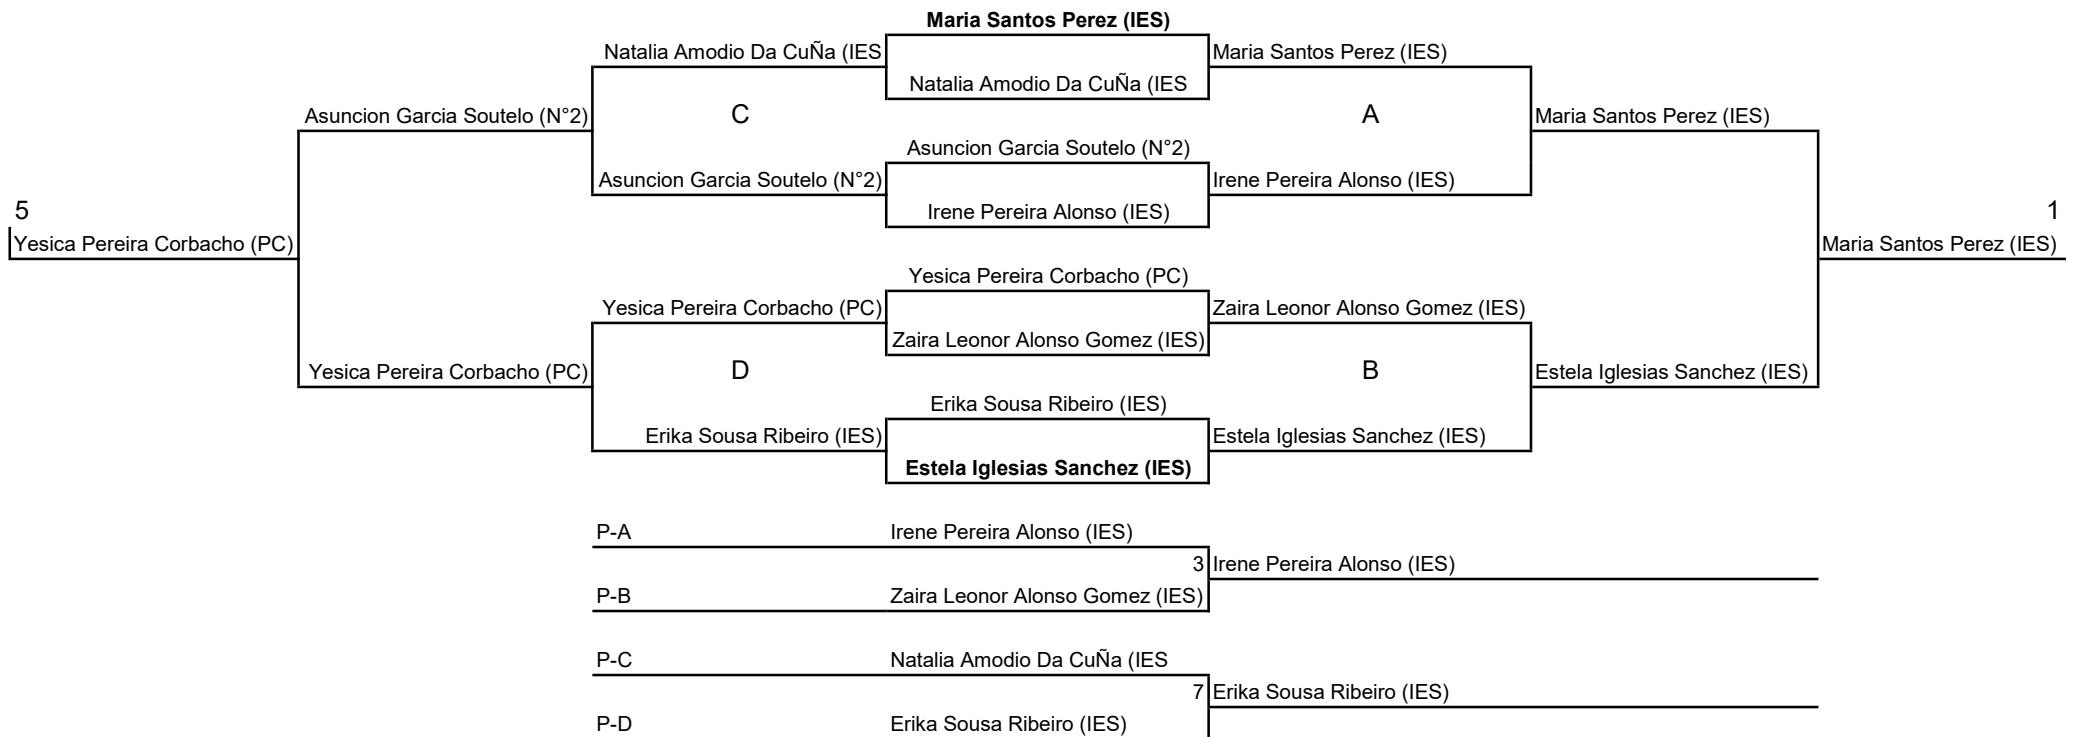 Maria Santos Perez (IES)
Natalia Amodio Da CuÑa (IES
Maria Santos Perez (IES)
Natalia Amodio Da CuÑa (IES
Asuncion Garcia Soutelo (N°2)
C
A
Maria Santos Perez (IES)
Asuncion Garcia Soutelo (N°2)
Asuncion Garcia Soutelo (N°2)
Irene Pereira Alonso (IES)
Irene Pereira Alonso (IES)
5
1
Yesica Pereira Corbacho (PC)
Maria Santos Perez (IES)
Yesica Pereira Corbacho (PC)
Yesica Pereira Corbacho (PC)
Zaira Leonor Alonso Gomez (IES)
Zaira Leonor Alonso Gomez (IES)
Yesica Pereira Corbacho (PC)
D
B
Estela Iglesias Sanchez (IES)
Erika Sousa Ribeiro (IES)
Erika Sousa Ribeiro (IES)
Estela Iglesias Sanchez (IES)
Estela Iglesias Sanchez (IES)
P-A
Irene Pereira Alonso (IES)
3
Irene Pereira Alonso (IES)
P-B
Zaira Leonor Alonso Gomez (IES)
P-C
Natalia Amodio Da CuÑa (IES
7
Erika Sousa Ribeiro (IES)
P-D
Erika Sousa Ribeiro (IES)